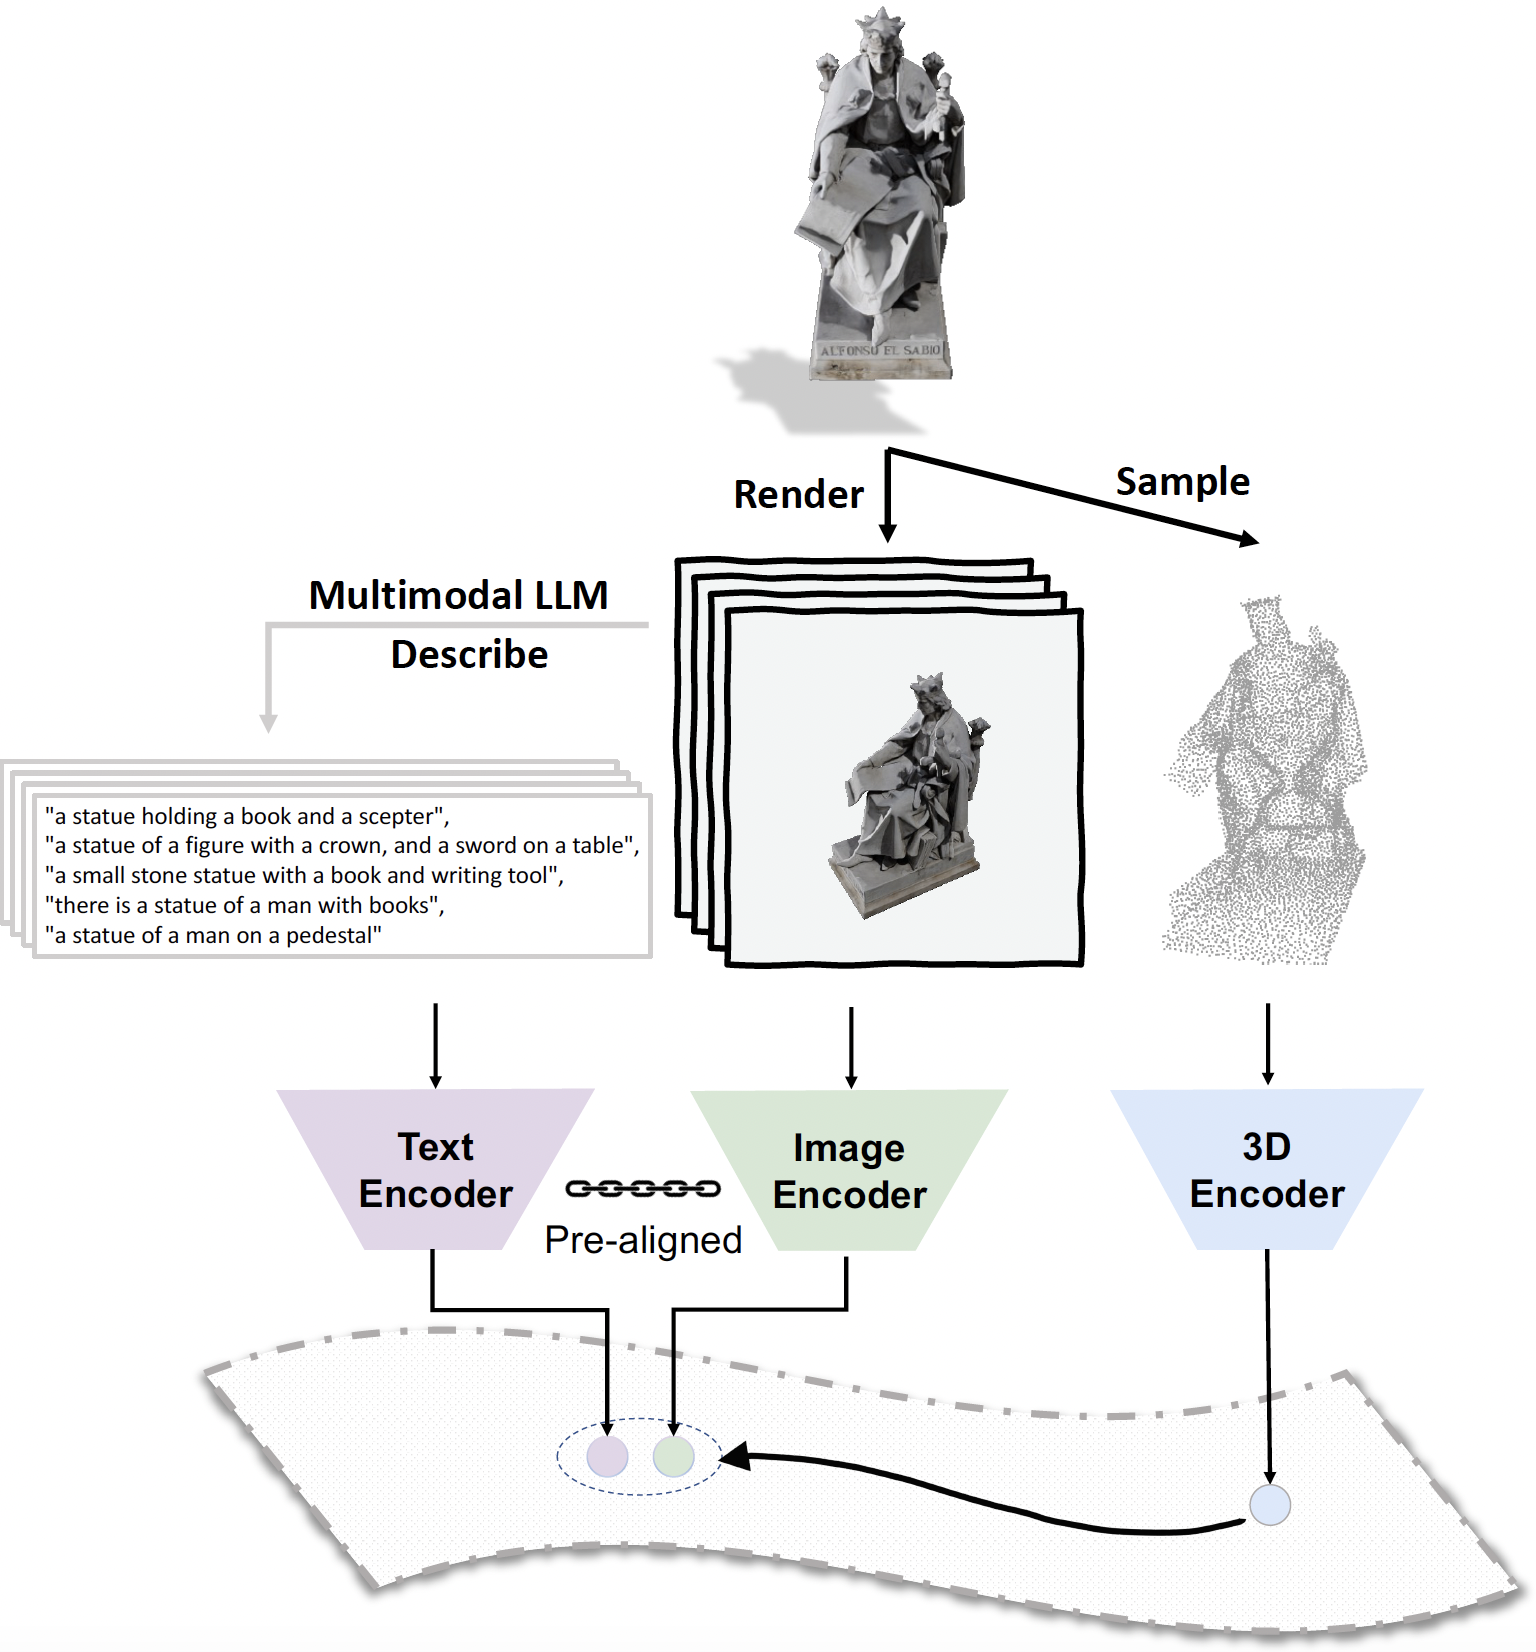 ALFONSO EL SABIO
Render
Sample
Multimodal LLM
Describe
"a statue holding a book and a scepter",
"a statue of a figure with a crown, and a sword on a table",
"a small stone statue with a book and writing tool",
"there is a statue of a man with books",
"a statue of a man on a pedestal"
Text
Encoder
Image
Encoder
3D
Encoder
Pre-aligned